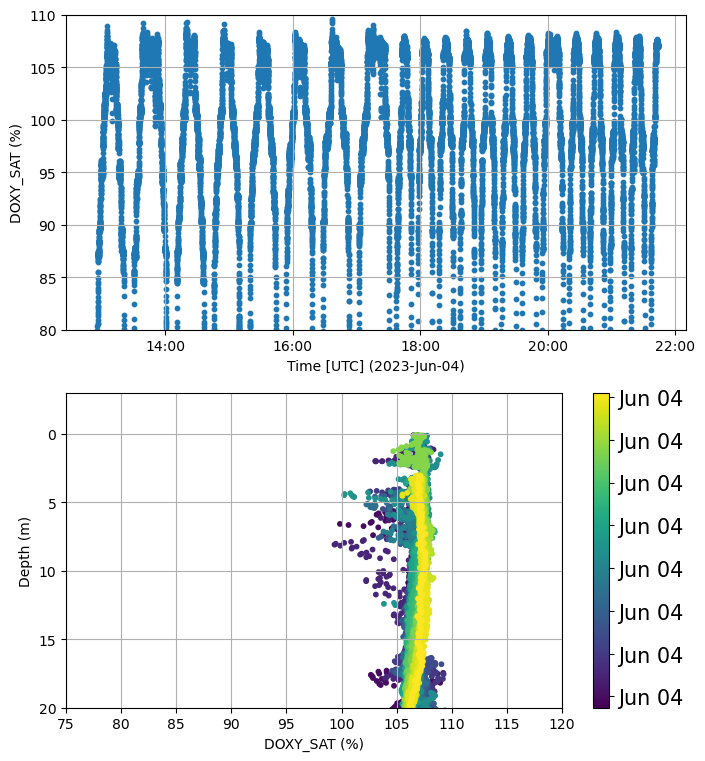 110
105
100
95
90
85
80
DOXY_SAT (%)
14:00 16:00 18:00 20:00 22:00
Time [UTC] (2023-Jun-04)
0
5
10
15
20
Depth (m)
75 80 85 90 95 100 105 110 115 120
DOXY_SAT (%)
Jun 04
Jun 04
Jun 04
Jun 04
Jun 04
Jun 04
Jun 04
Jun 04